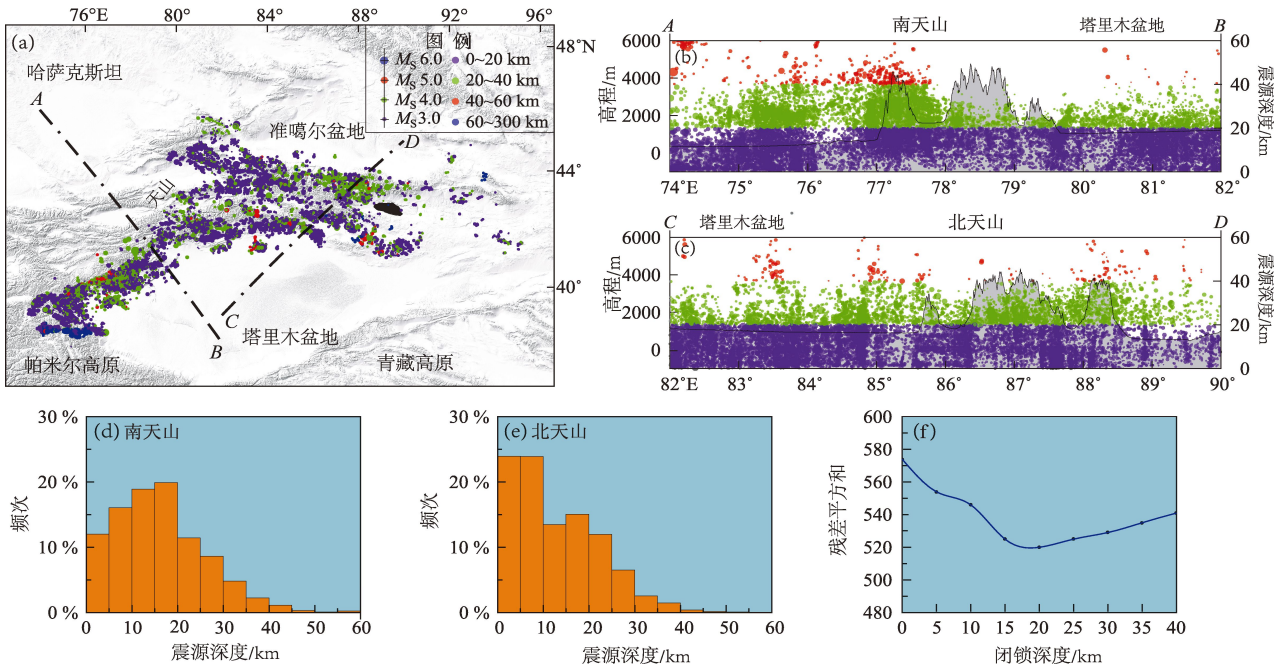 76°E 80° 84° 88° 92° 96°
(a)
图 例
48°N
44°
40°
M_S 6.0 0~20 km
M_S 5.0 20~40 km
M_S 4.0 40~60 km
M_S 3.0 60~300 km
哈萨克斯坦
A
准噶尔盆地
D
天山
C
塔里木盆地
B
帕米尔高原
青藏高原
A 南天山 塔里木盆地 B
(b)
高程/m
6000
4000
2000
0
60
40
20
0
震源深度/km
74°E 75° 76° 77° 78° 79° 80° 81° 82°
C 塔里木盆地 北天山 D
(c)
高程/m
6000
4000
2000
0
60
40
20
0
震源深度/km
82°E 83° 84° 85° 86° 87° 88° 89° 90°
(d) 南天山
频次
30 %
20 %
10 %
0 %
0 10 20 30 40 50 60
震源深度/km
(e) 北天山
频次
30 %
20 %
10 %
0 %
0 10 20 30 40 50 60
震源深度/km
(f)
残差平方和
600
580
560
540
520
500
480
0 5 10 15 20 25 30 35 40
闭锁深度/km